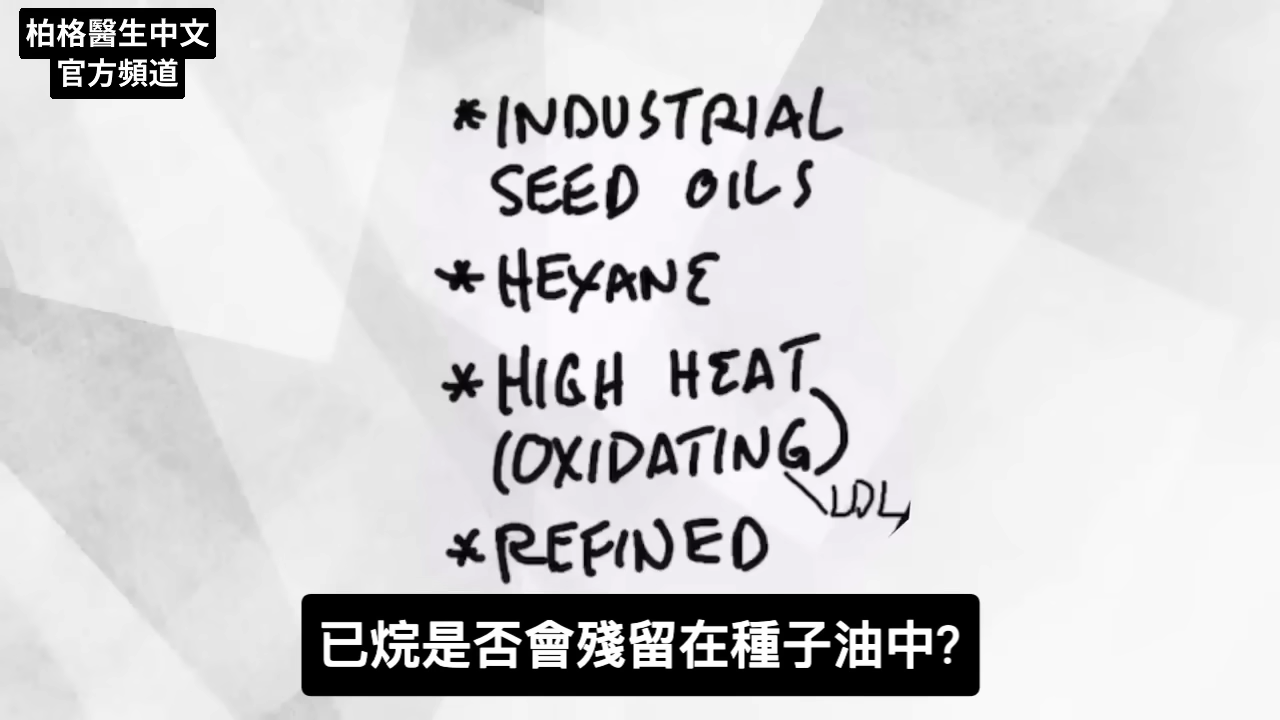 柏格醫生中文
官方頻道
*INDUSTRIAL
SEED OILS
*HEXANE
*HIGH HEAT
(OXIDATING)
LDL
*REFINED
已烷是否會殘留在種子油中?